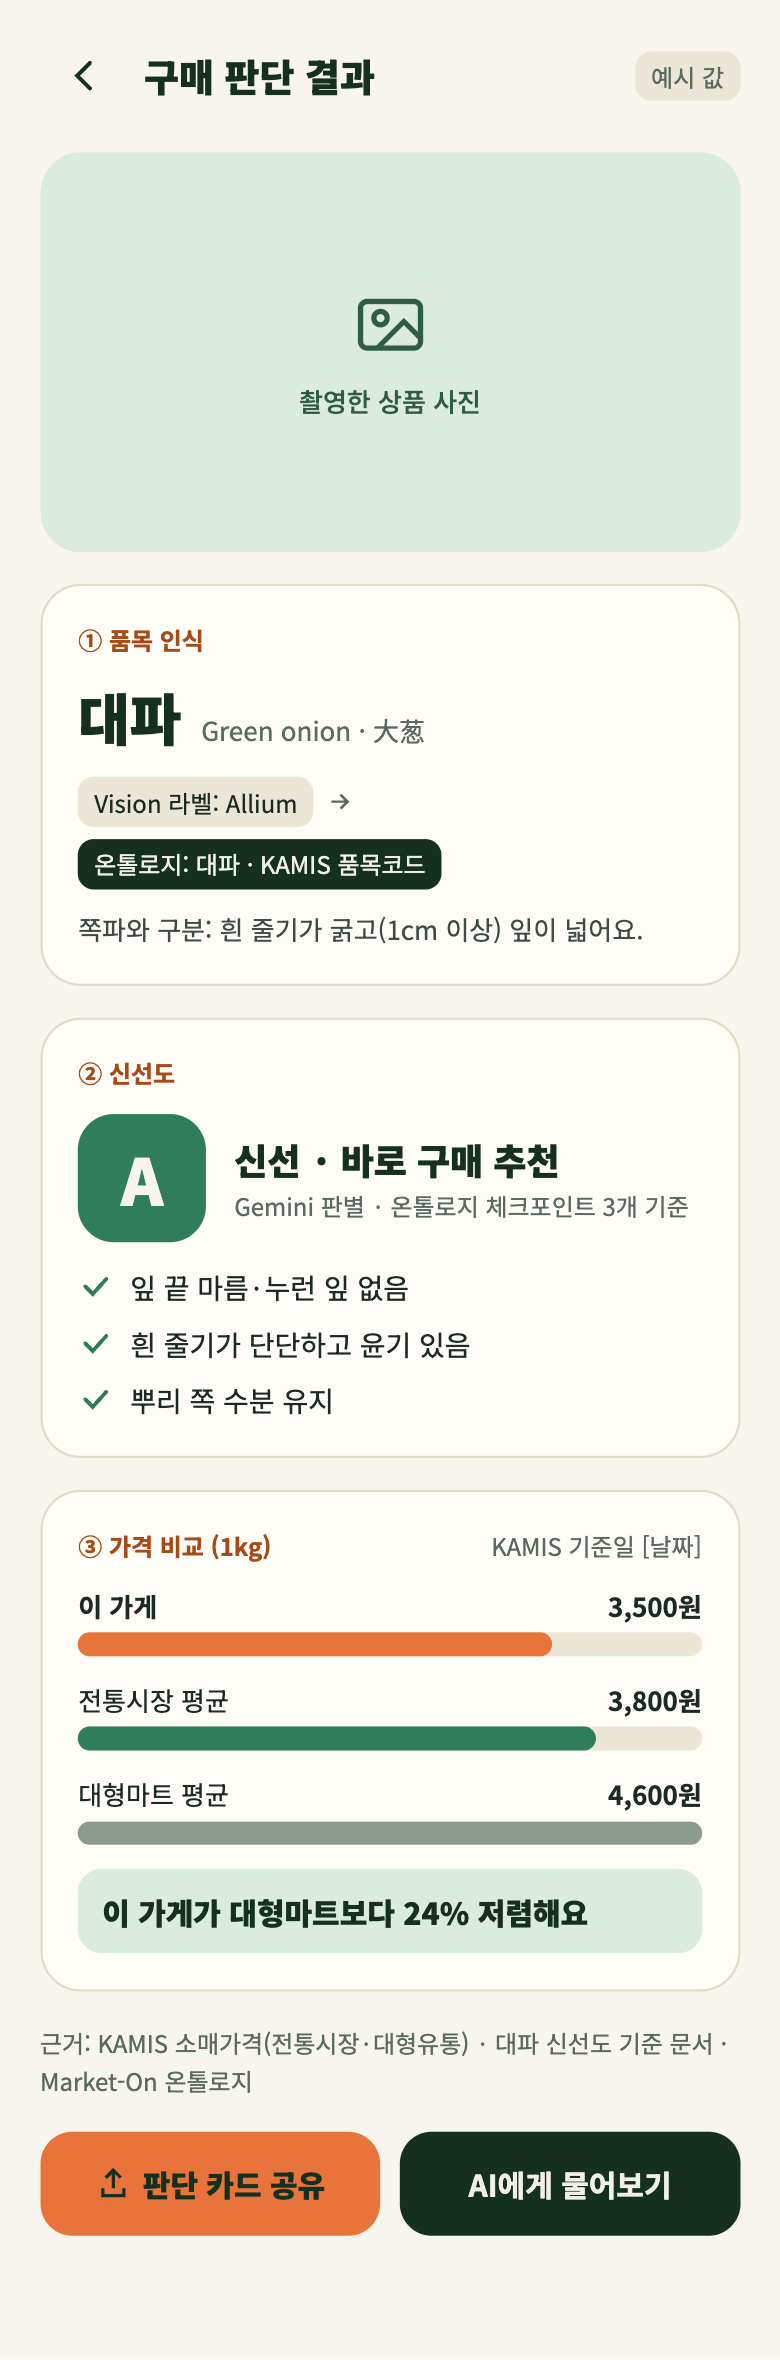 구매 판단 결과
예시 값
촬영한 상품 사진
① 품목 인식
대파 Green onion · 大葱
Vision 라벨: Allium →
온톨로지: 대파 · KAMIS 품목코드
쪽파와 구분: 흰 줄기가 굵고(1cm 이상) 잎이 넓어요.
② 신선도
A
신선 · 바로 구매 추천
Gemini 판별 · 온톨로지 체크포인트 3개 기준
잎 끝 마름·누런 잎 없음
흰 줄기가 단단하고 윤기 있음
뿌리 쪽 수분 유지
③ 가격 비교 (1kg)
KAMIS 기준일 [날짜]
이 가게 3,500원
전통시장 평균 3,800원
대형마트 평균 4,600원
이 가게가 대형마트보다 24% 저렴해요
근거: KAMIS 소매가격(전통시장·대형유통) · 대파 신선도 기준 문서 ·
Market-On 온톨로지
판단 카드 공유
AI에게 물어보기